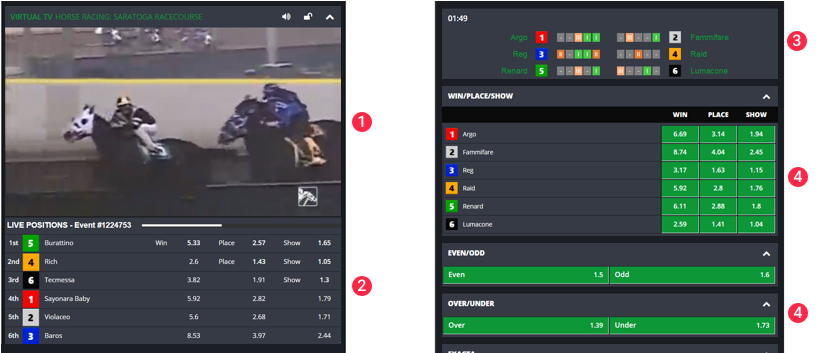 VIRTUAL TV HORSE RACING: SARATOGA RACECOURSE
1
LIVE POSITIONS - Event #1224753
1st 5 Burattino Win 5.33 Place 2.57 Show 1.65
2nd 4 Rich 2.6 Place 1.43 Show 1.05
3rd 6 Tecmessa 3.82 1.91 Show 1.3
4th 1 Sayonara Baby 5.92 2.82 1.79
5th 2 Violaceo 5.6 2.68 1.71
6th 3 Baros 8.53 3.97 2.44
2
01:49
Argo 1 2 Fammifare
Reg 3 4 Raid
Renard 5 6 Lumacone
3
WIN/PLACE/SHOW
WIN PLACE SHOW
1 Argo 6.69 3.14 1.94
2 Fammifare 8.74 4.04 2.45
3 Reg 3.17 1.63 1.15
4 Raid 5.92 2.8 1.76
5 Renard 6.11 2.88 1.8
6 Lumacone 2.59 1.41 1.04
4
EVEN/ODD
Even 1.5 Odd 1.6
OVER/UNDER
4
Over 1.39 Under 1.73